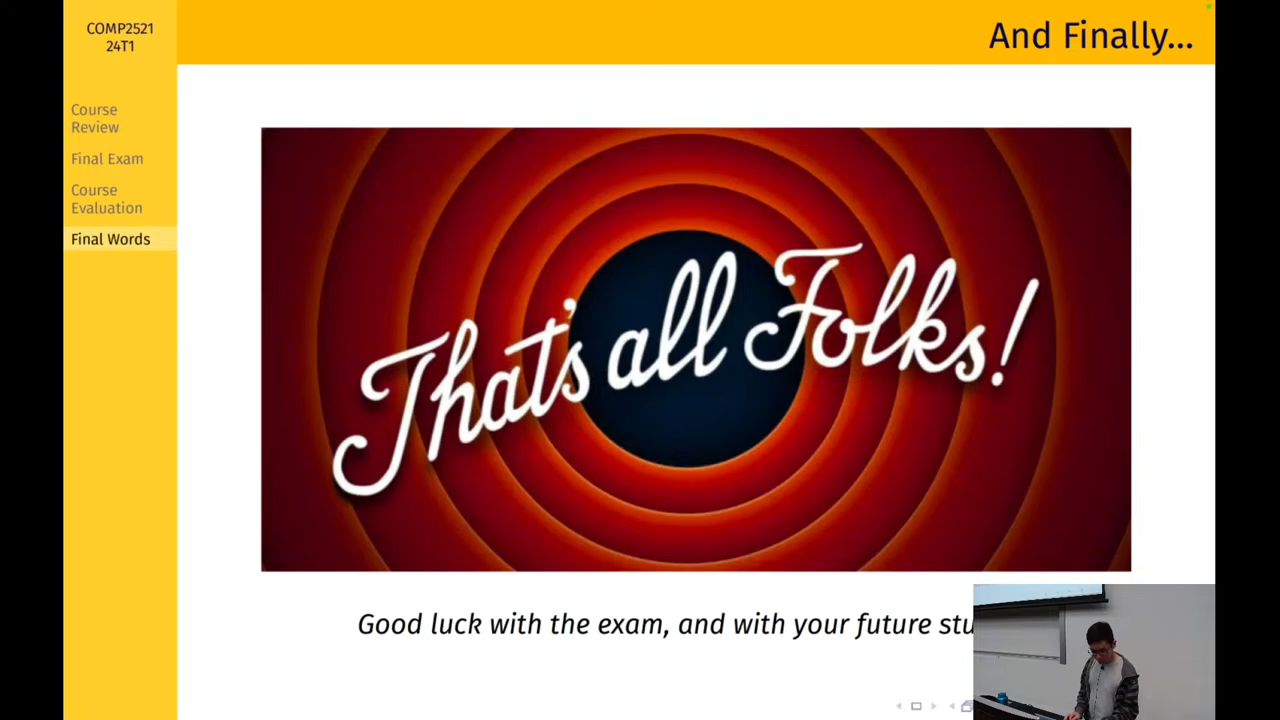 COMP2521
24T1
And Finally...
Course
Review
Final Exam
Course
Evaluation
Final Words
That's all Folks!
Good luck with the exam, and with your future